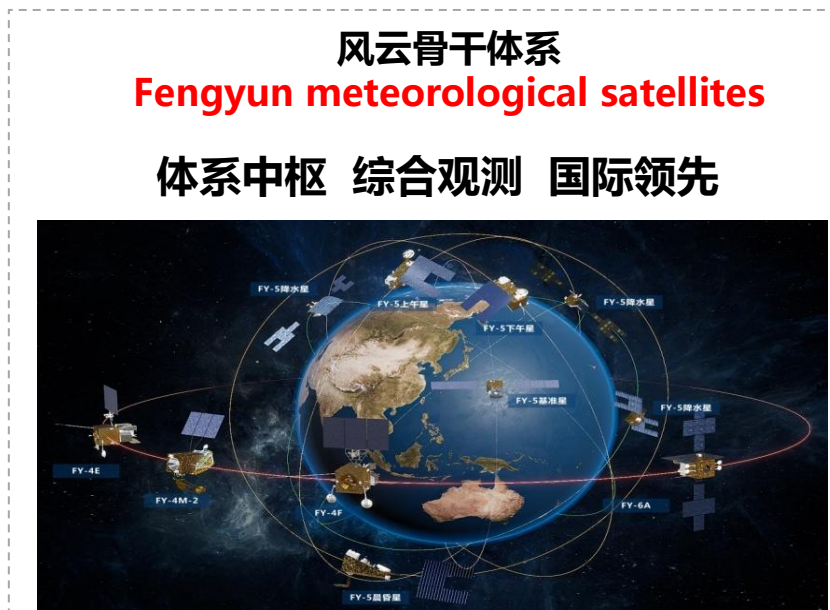 风云骨干体系
Fengyun meteorological satellites
体系中枢 综合观测 国际领先
FY-5降水星
FY-5上午星
FY-5降水星
FY-5下午星
FY-5基准星
FY-5降水星
FY-4E
FY-4M-2
FY-4F
FY-6A
FY-5晨昏星